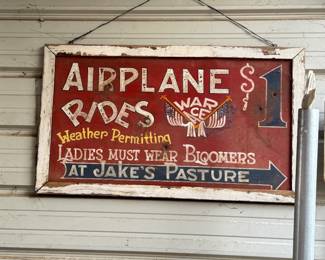 AIRPLANE $1
RIDES
WAR
Weather Permitting
LADIES MUST WEAR BLOOMERS
AT JAKE'S PASTURE